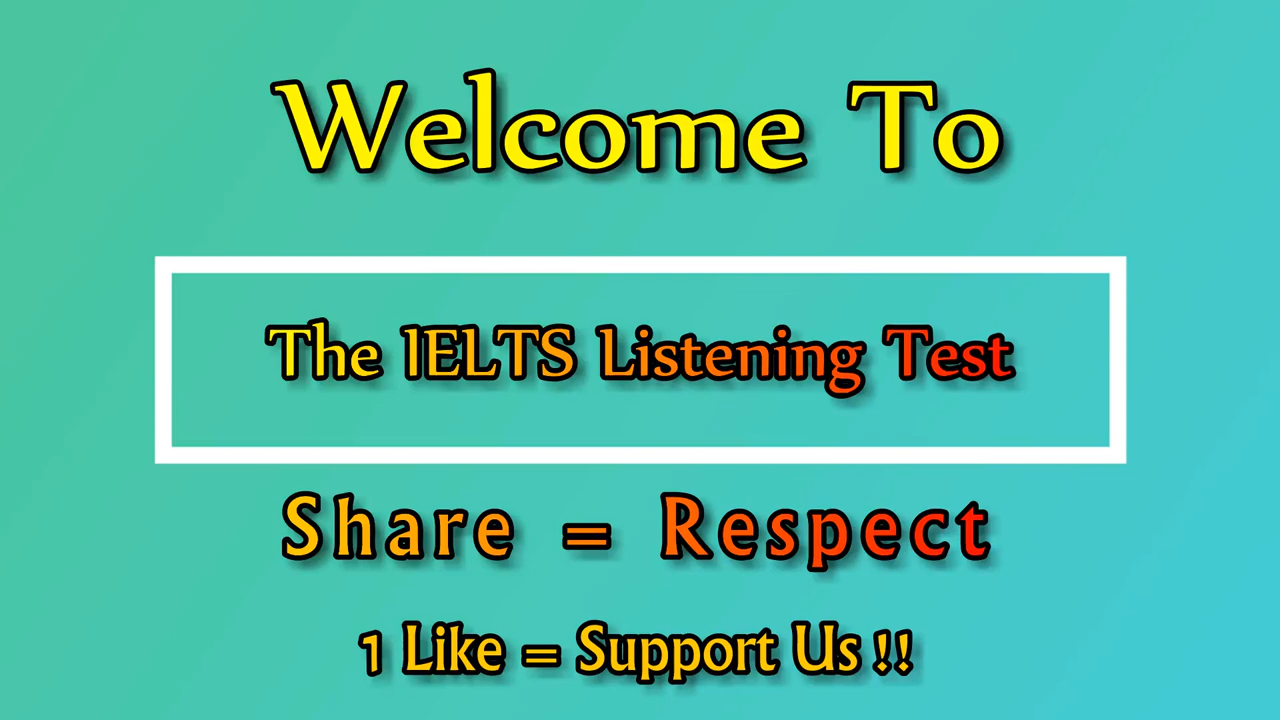 Welcome To
The IELTS Listening Test
Share = Respect
1 Like = Support Us !!